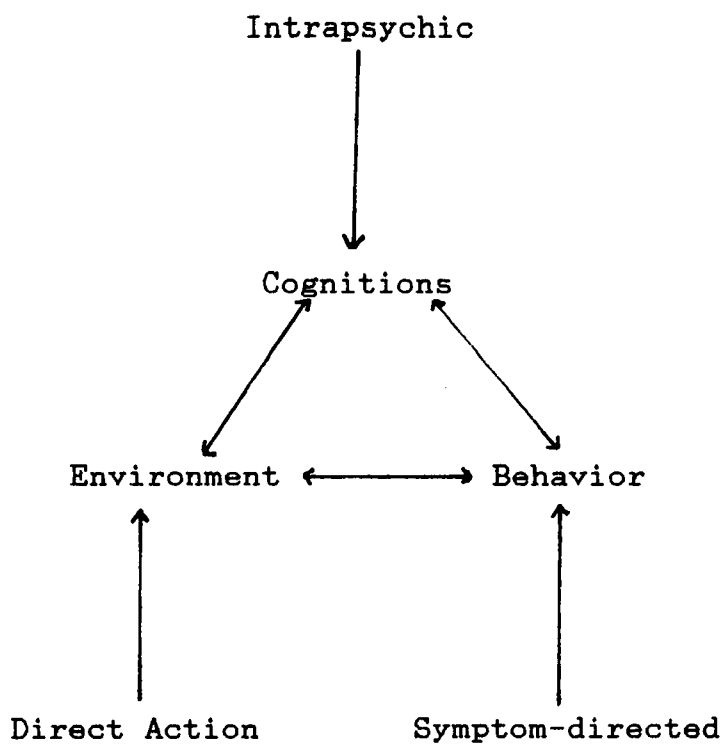 Intrapsychic
Cognitions
Environment Behavior
Direct Action Symptom-directed